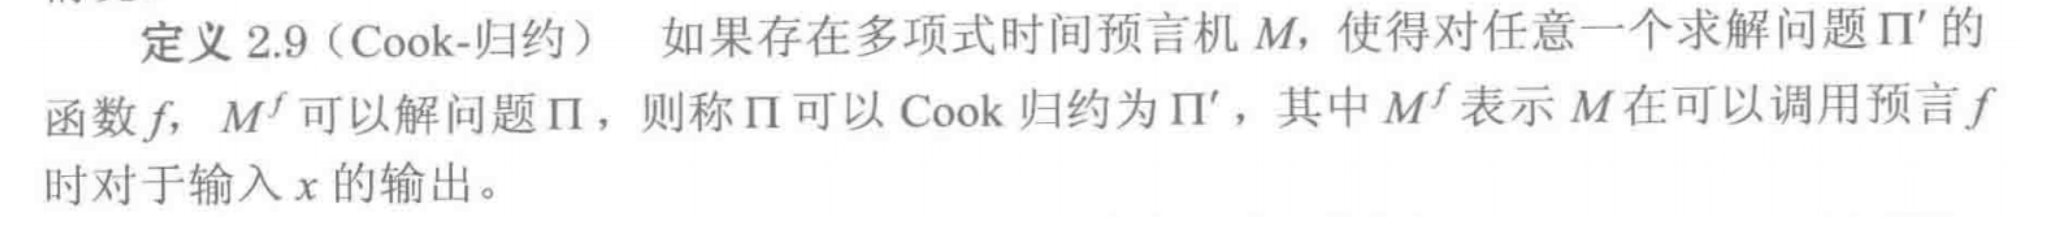 定义 2.9（Cook-归约） 如果存在多项式时间预言机 M，使得对任意一个求解问题 Π′ 的
函数 f，M^f 可以解问题 Π，则称 Π 可以 Cook 归约为 Π′，其中 M^f 表示 M 在可以调用预言 f
时对于输入 x 的输出。